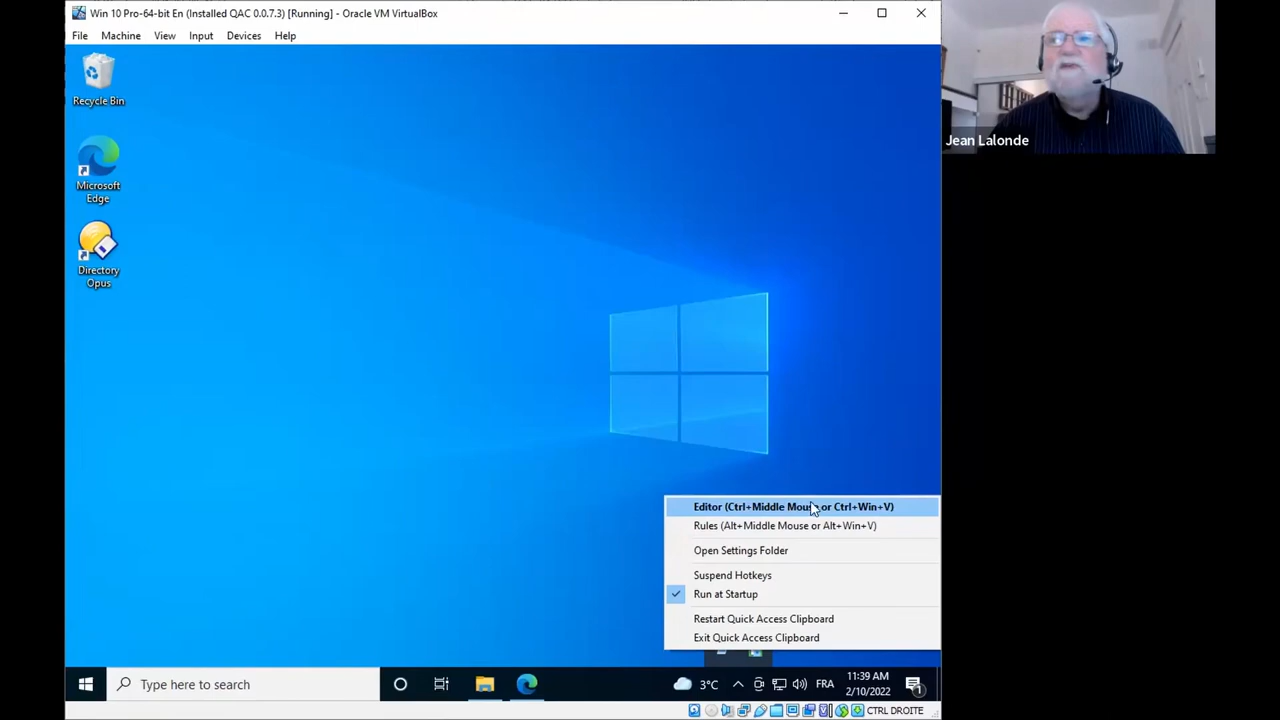 Win 10 Pro-64-bit En (Installed QAC 0.0.7.3) [Running] - Oracle VM VirtualBox
File Machine View Input Devices Help
Recycle Bin
Microsoft
Edge
Directory
Opus
Jean Lalonde
Editor (Ctrl+Middle Mouse or Ctrl+Win+V)
Rules (Alt+Middle Mouse or Alt+Win+V)
Open Settings Folder
Suspend Hotkeys
Run at Startup
Restart Quick Access Clipboard
Exit Quick Access Clipboard
Type here to search
3°C
FRA
11:39 AM
2/10/2022
1
CTRL DROITE